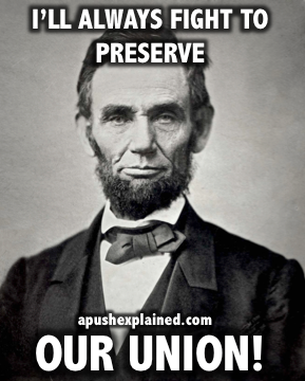 I'LL ALWAYS FIGHT TO
PRESERVE
apushexplained.com
OUR UNION!